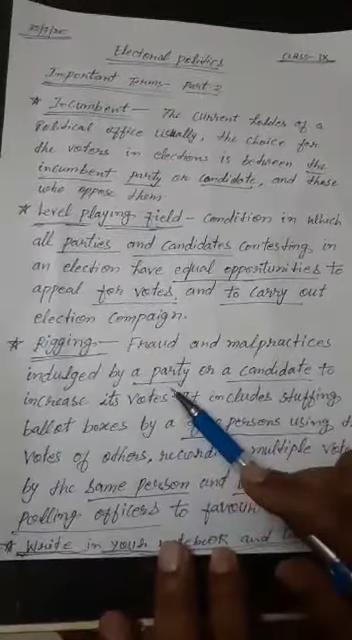 Electoral politics
CLASS-IX
Important Terms- Part 2
* Incumbent - The current holder of a
Political office usually, the choice for
the voters in elections is between the
incumbent party or candidate, and those
who oppose them.
* Level playing field - Condition in which
all parties and candidates contesting in
an election have equal opportunities to
appeal for votes and to carry out
election campaign.
* Rigging - Fraud and malpractices
indulged by a party or a candidate to
increase its votes. It includes stuffing
ballot boxes by a persons using
votes of others, multiple
by the same person and
polling officers to favour
* Write in your notebook and